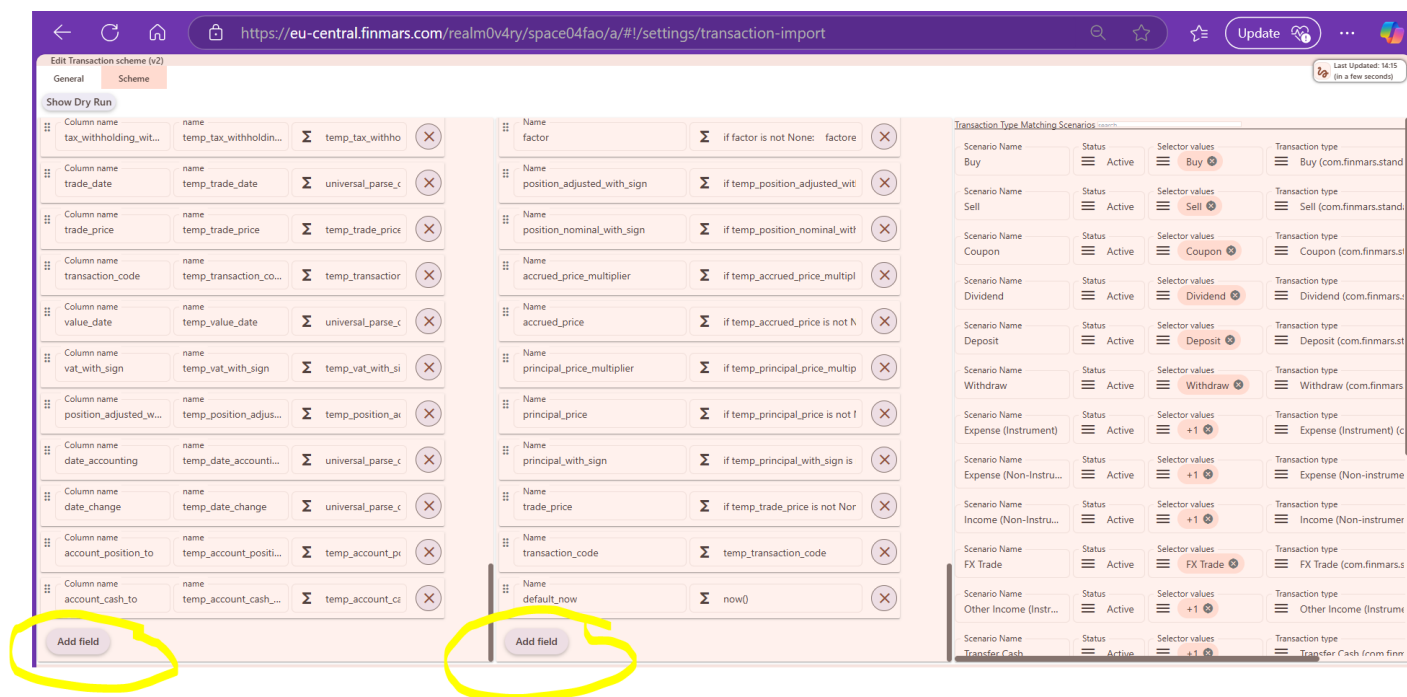 https://eu-central.finmars.com/realm0v4ry/space04fao/a/#!/settings/transaction-import
Update
Edit Transaction scheme (v2)
General Scheme
Last Updated: 14:15
(in a few seconds)
Show Dry Run
Column name name Name
tax_withholding_wit... temp_tax_withholdin... Σ temp_tax_withho factor Σ if factor is not None: factore
Transaction Type Matching Scenarios search
Column name name Name
trade_date temp_trade_date Σ universal_parse_c position_adjusted_with_sign Σ if temp_position_adjusted_wit
Column name name Name
trade_price temp_trade_price Σ temp_trade_price position_nominal_with_sign Σ if temp_position_nominal_with
Column name name Name
transaction_code temp_transaction_co... Σ temp_transaction accrued_price_multiplier Σ if temp_accrued_price_multipl
Column name name Name
value_date temp_value_date Σ universal_parse_c accrued_price Σ if temp_accrued_price is not N
Column name name Name
vat_with_sign temp_vat_with_sign Σ temp_vat_with_si principal_price_multiplier Σ if temp_principal_price_multip
Column name name Name
position_adjusted_w... temp_position_adjus... Σ temp_position_ac principal_price Σ if temp_principal_price is not
Column name name Name
date_accounting temp_date_accounti... Σ universal_parse_c principal_with_sign Σ if temp_principal_with_sign is
Column name name Name
date_change temp_date_change Σ universal_parse_c trade_price Σ if temp_trade_price is not Nor
Column name name Name
account_position_to temp_account_positi... Σ temp_account_po transaction_code Σ temp_transaction_code
Column name name Name
account_cash_to temp_account_cash_... Σ temp_account_ca default_now Σ now()
Add field Add field
Scenario Name Status Selector values Transaction type
Buy Active Buy Buy (com.finmars.stand
Scenario Name Status Selector values Transaction type
Sell Active Sell Sell (com.finmars.standa
Scenario Name Status Selector values Transaction type
Coupon Active Coupon Coupon (com.finmars.st
Scenario Name Status Selector values Transaction type
Dividend Active Dividend Dividend (com.finmars.s
Scenario Name Status Selector values Transaction type
Deposit Active Deposit Deposit (com.finmars.st
Scenario Name Status Selector values Transaction type
Withdraw Active Withdraw Withdraw (com.finmars
Scenario Name Status Selector values Transaction type
Expense (Instrument) Active +1 Expense (Instrument) (c
Scenario Name Status Selector values Transaction type
Expense (Non-Instru... Active +1 Expense (Non-instrume
Scenario Name Status Selector values Transaction type
Income (Non-Instru... Active +1 Income (Non-instrumer
Scenario Name Status Selector values Transaction type
FX Trade Active FX Trade FX Trade (com.finmars.s
Scenario Name Status Selector values Transaction type
Other Income (Instr... Active +1 Other Income (Instrume
Scenario Name Status Selector values Transaction type
Transfer Cash Active +1 Transfer Cash (com.finm